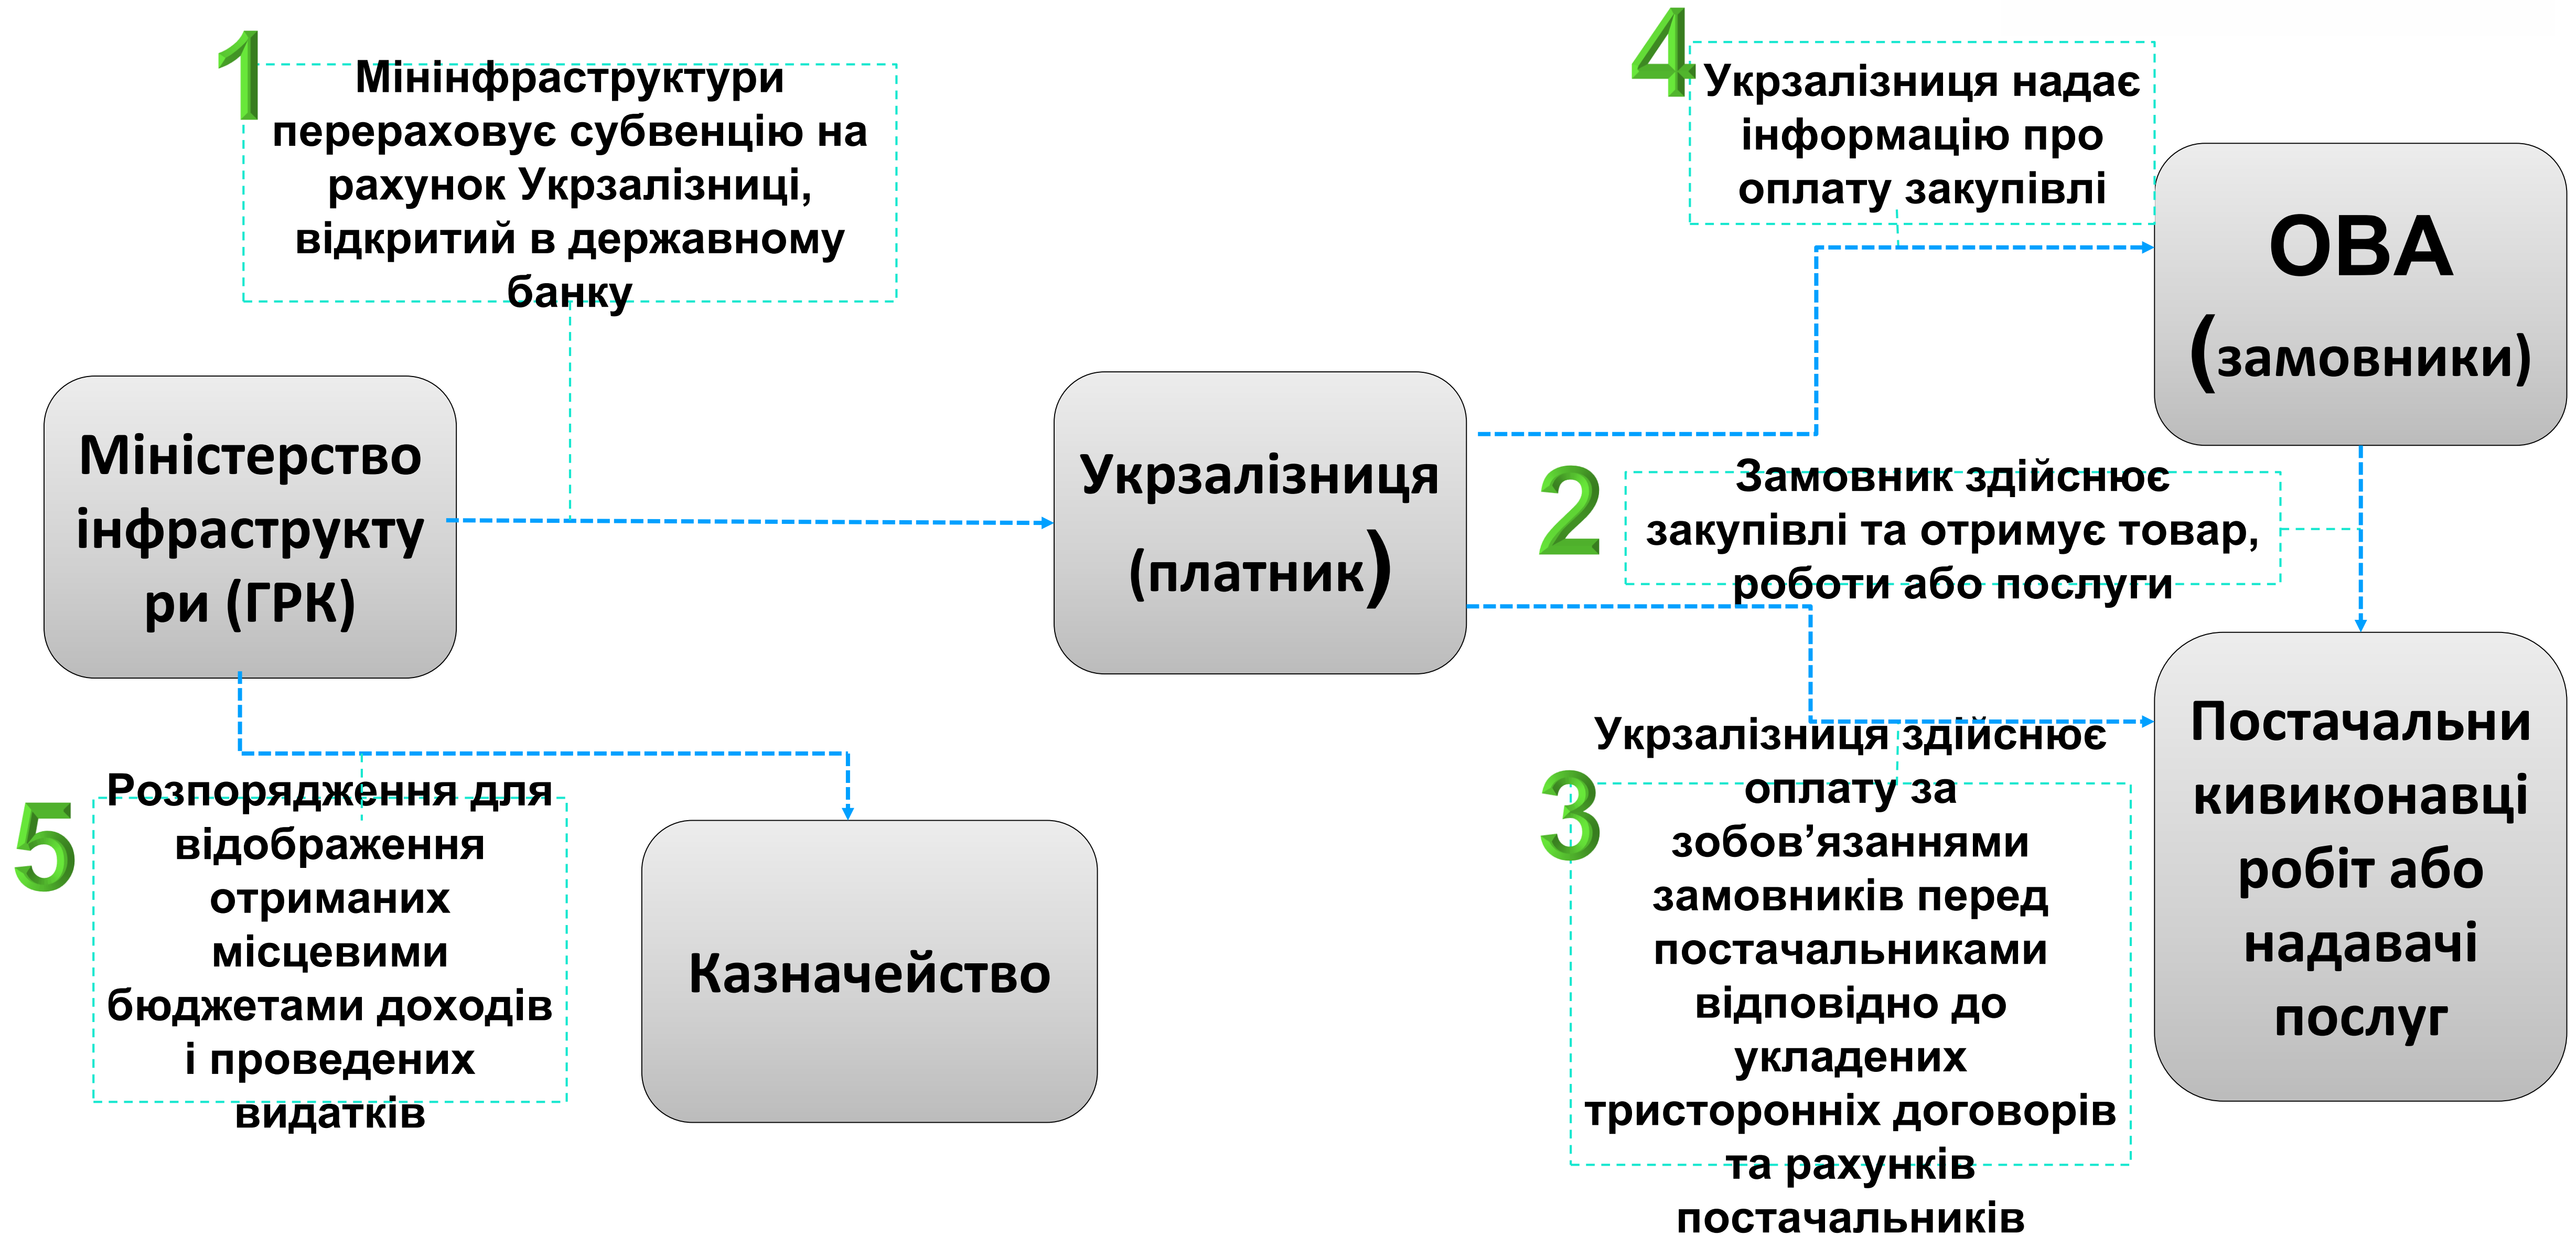 1
Мінінфраструктури
перераховує субвенцію на
рахунок Укрзалізниці,
відкритий в державному
банку
4
Укрзалізниця надає
інформацію про
оплату закупівлі
ОВА
(замовники)
Міністерство
інфраструкту
ри (ГРК)
Укрзалізниця
(платник)
2
Замовник здійснює
закупівлі та отримує товар,
роботи або послуги
5
Розпорядження для
відображення
отриманих
місцевими
бюджетами доходів
і проведених
видатків
Казначейство
3
Укрзалізниця здійснює
оплату за
зобов’язаннями
замовників перед
постачальниками
відповідно до
укладених
тристоронніх договорів
та рахунків
постачальників
Постачальни
кивиконавці
робіт або
надавачі
послуг